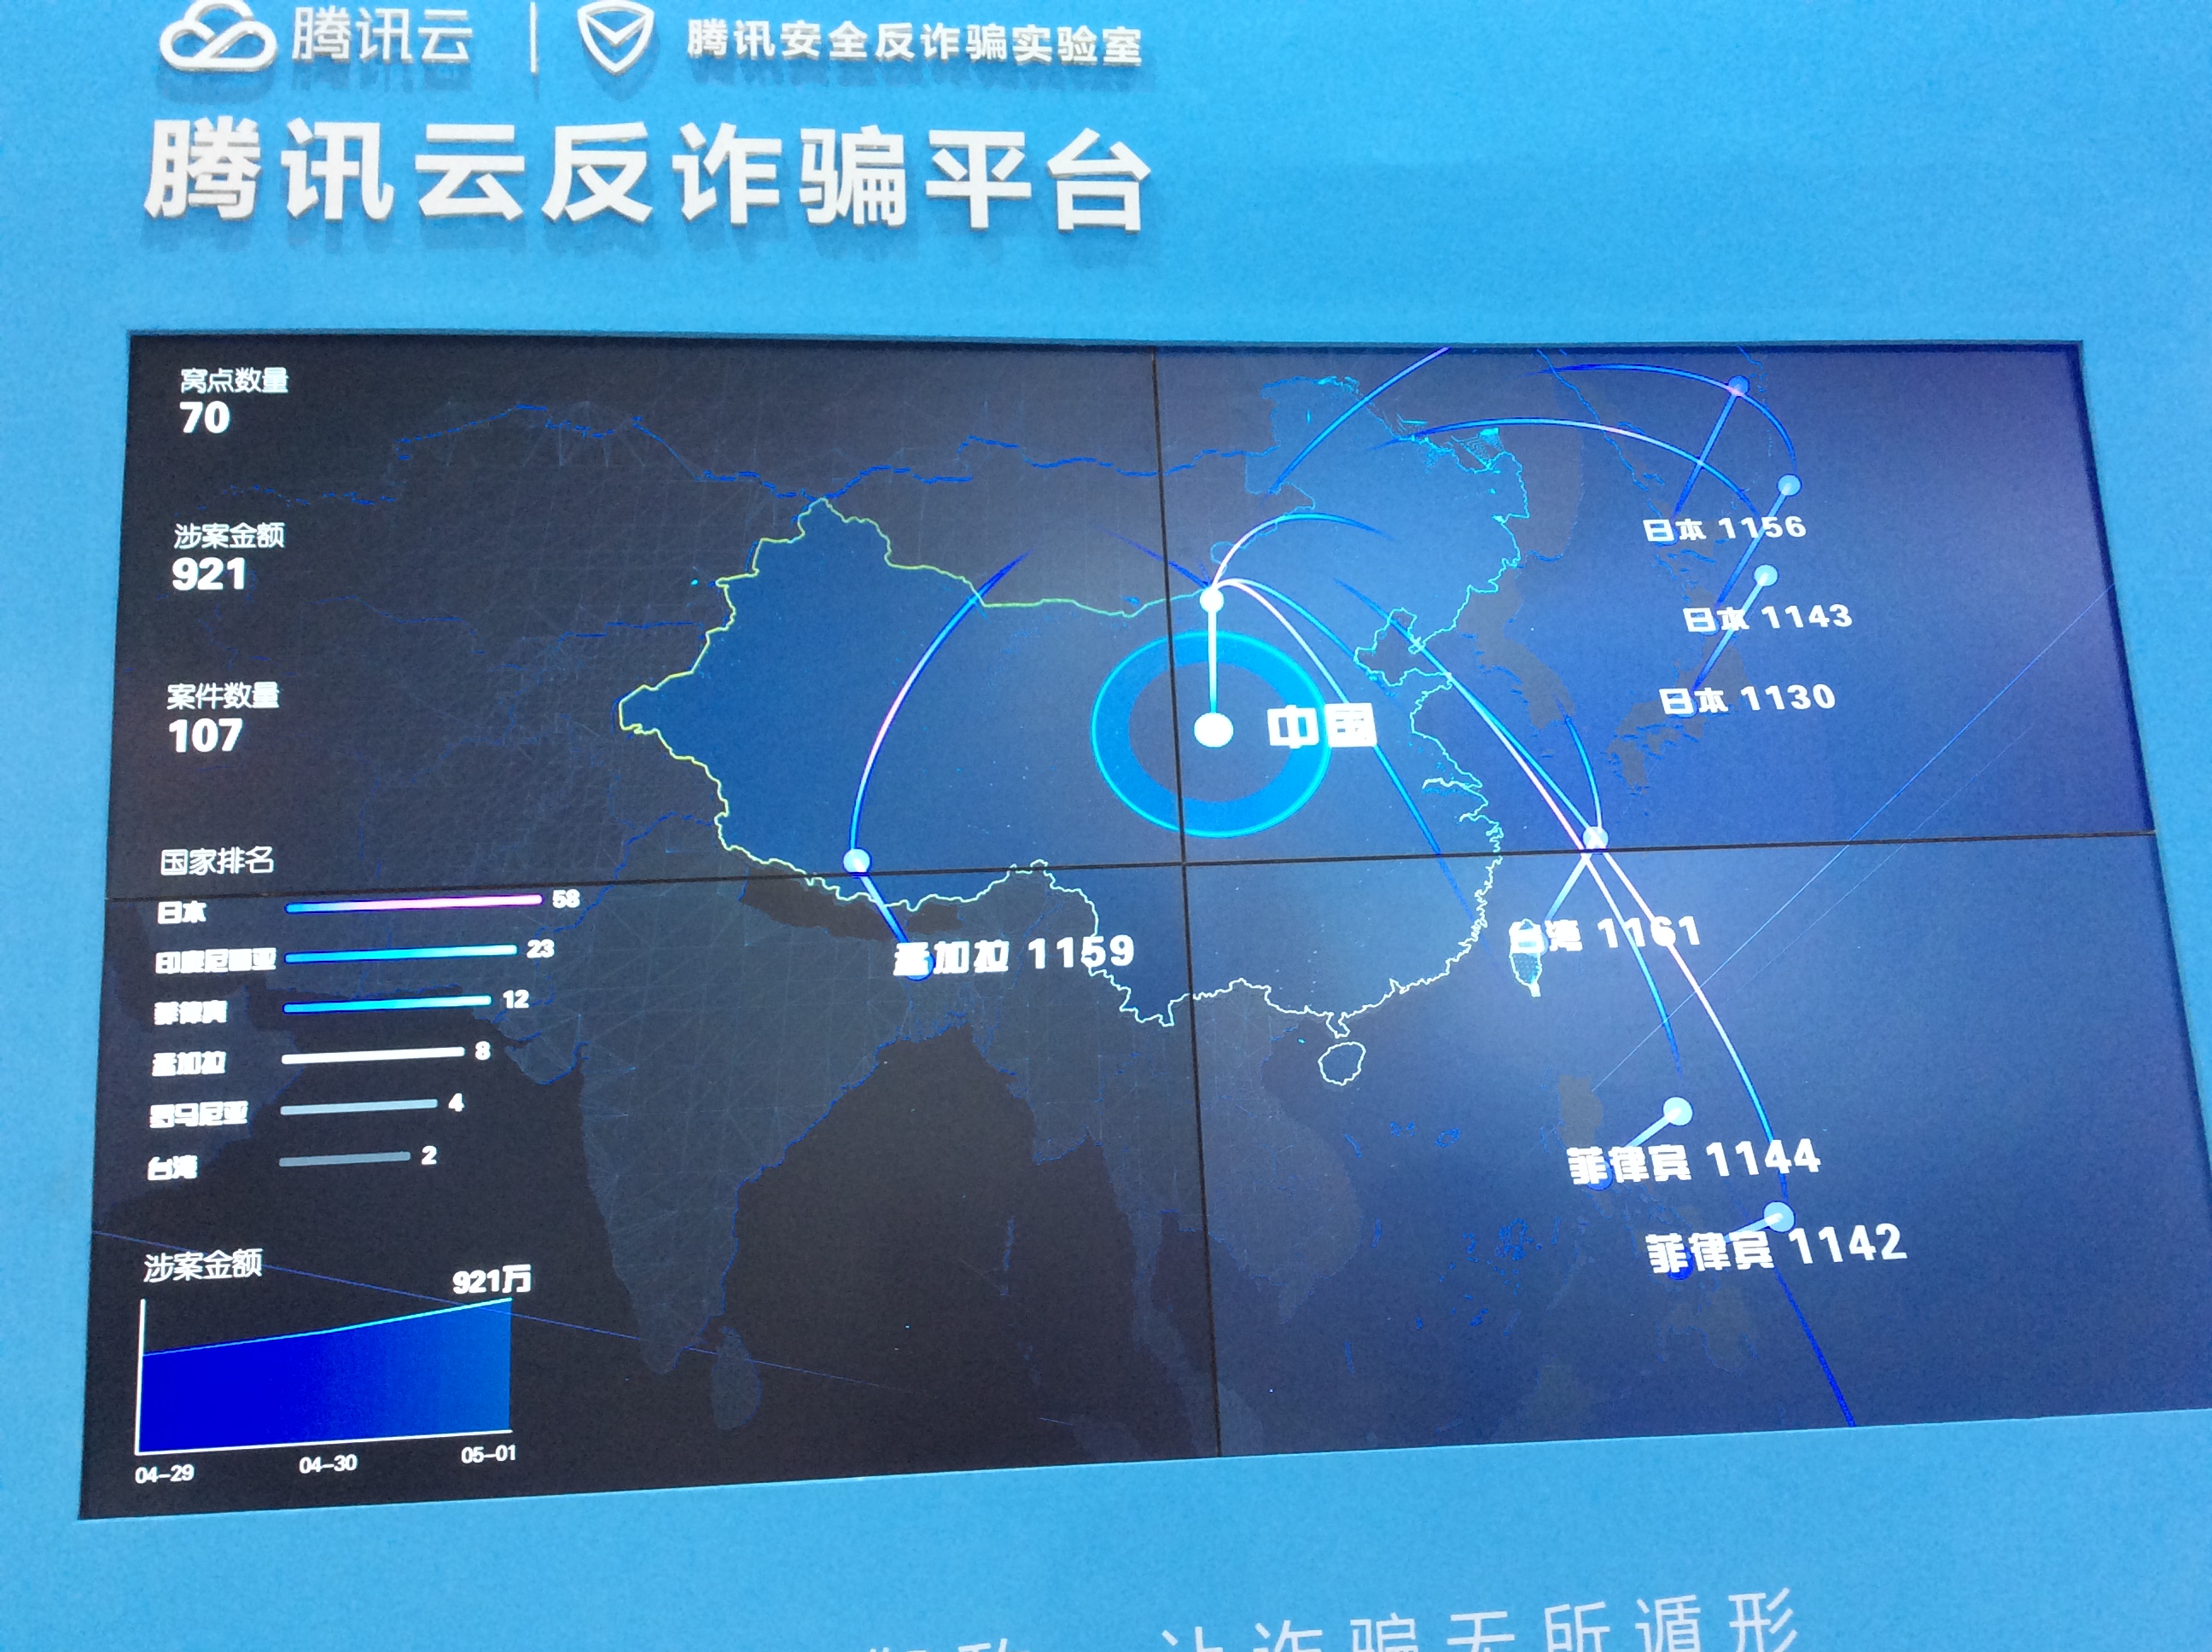 腾讯云 | 腾讯安全反诈骗实验室
腾讯云反诈骗平台
窝点数量
70
涉案金额
921
案件数量
107
国家排名
日本 58
印度尼西亚 23
菲律宾 12
孟加拉 8
罗马尼亚 4
台湾 2
涉案金额
921万
04-29 04-30 05-01
日本 1156
日本 1143
日本 1130
中国
孟加拉 1159
台湾 1161
菲律宾 1144
菲律宾 1142
让诈骗无所遁形